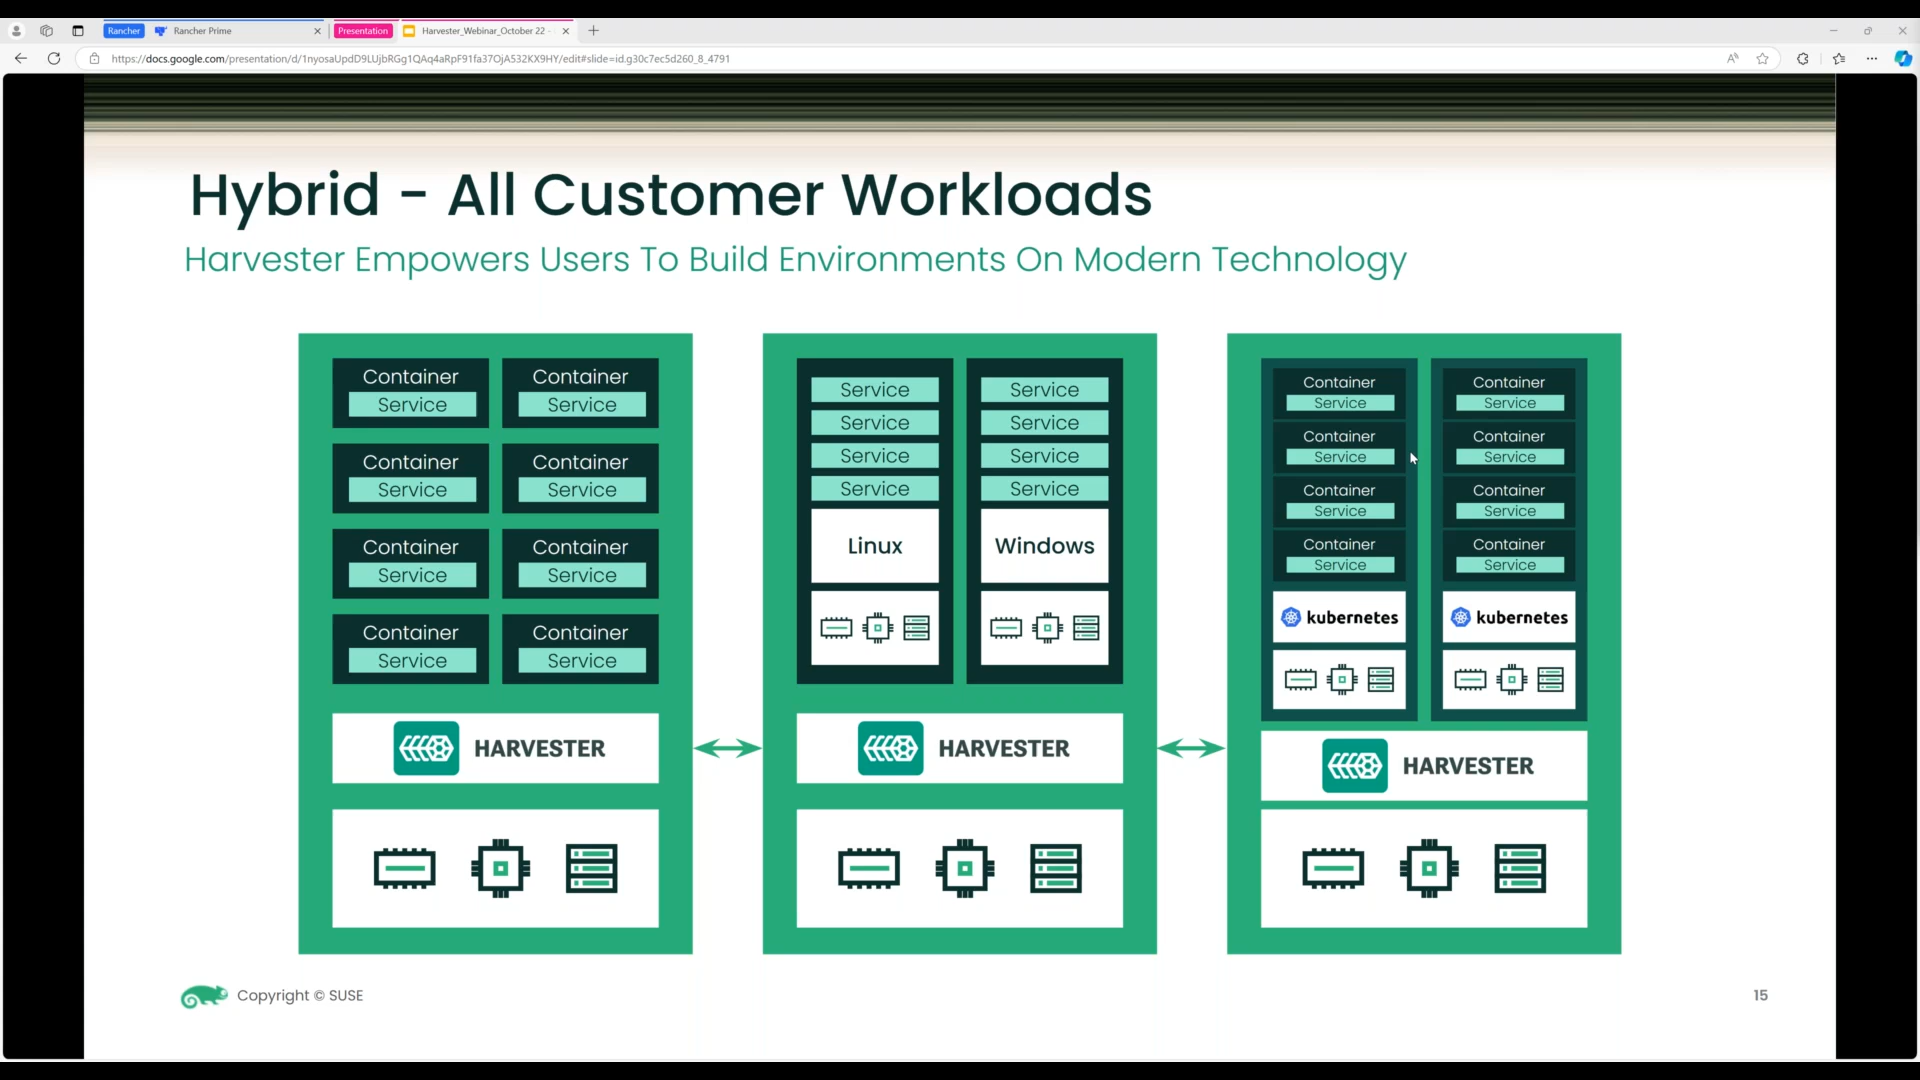 Rancher
Rancher Prime
Presentation
Harvester_Webinar_October 22 -
https://docs.google.com/presentation/d/1nyosaUpdD9LUjbRGg1QAq4aRpF91fa37OjA532KX9HY/edit#slide=id.g30c7ec5d260_8_4791
Hybrid - All Customer Workloads
Harvester Empowers Users To Build Environments On Modern Technology
Container
Service
Container
Service
Container
Service
Container
Service
Container
Service
Container
Service
Container
Service
Container
Service
HARVESTER
Service
Service
Service
Service
Linux
Service
Service
Service
Service
Windows
HARVESTER
Container
Service
Container
Service
Container
Service
Container
Service
kubernetes
Container
Service
Container
Service
Container
Service
Container
Service
kubernetes
HARVESTER
Copyright © SUSE
15